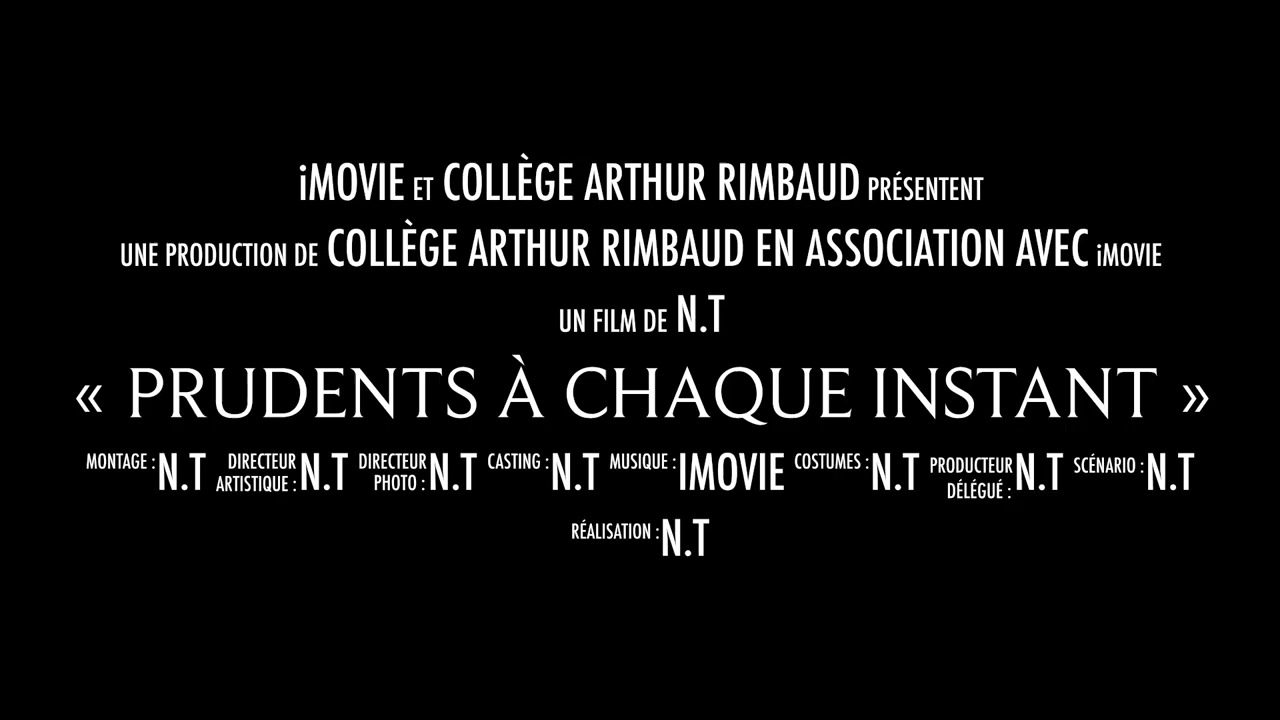 iMOVIE ET COLLÈGE ARTHUR RIMBAUD PRÉSENTENT
UNE PRODUCTION DE COLLÈGE ARTHUR RIMBAUD EN ASSOCIATION AVEC iMOVIE
UN FILM DE N.T
« PRUDENTS À CHAQUE INSTANT »
MONTAGE : N.T DIRECTEUR ARTISTIQUE : N.T DIRECTEUR PHOTO : N.T CASTING : N.T MUSIQUE : IMOVIE COSTUMES : N.T PRODUCTEUR DÉLÉGUÉ : N.T SCÉNARIO : N.T
RÉALISATION : N.T